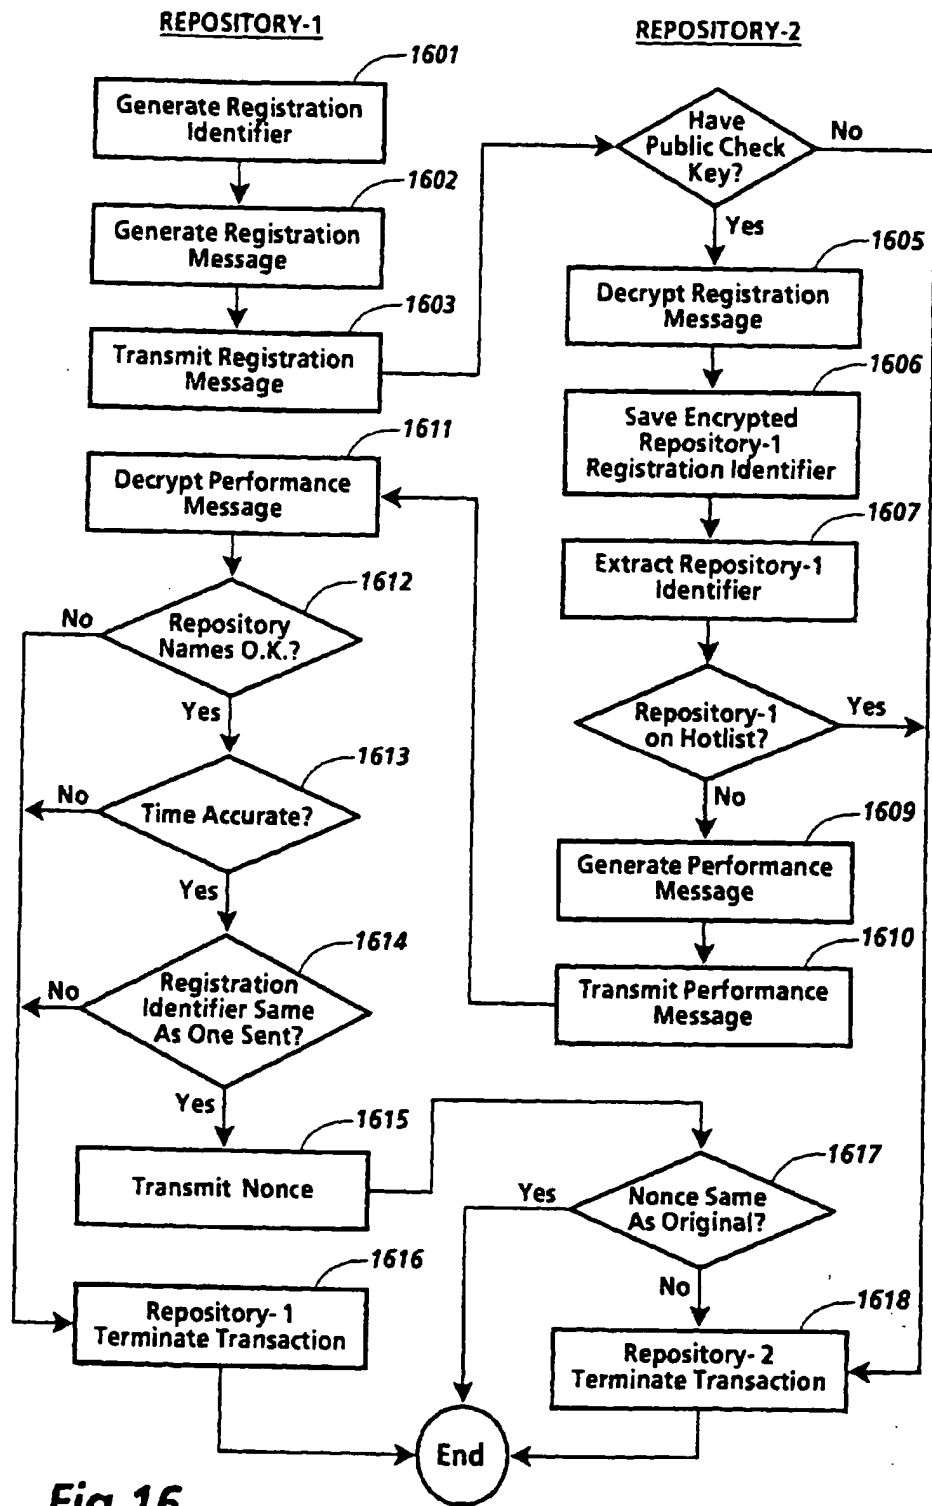 REPOSITORY-1
1601
Generate Registration
Identifier
1602
Generate Registration
Message
1603
Transmit Registration
Message
1611
Decrypt Performance
Message
1612
Repository
Names O.K.?
No
Yes
1613
Time Accurate?
No
Yes
1614
Registration
Identifier Same
As One Sent?
No
Yes
1615
Transmit Nonce
1616
Repository- 1
Terminate Transaction
REPOSITORY-2
Have
Public Check
Key?
No
Yes
1605
Decrypt Registration
Message
1606
Save Encrypted
Repository-1
Registration Identifier
1607
Extract Repository-1
Identifier
Repository-1
on Hotlist?
Yes
No
1609
Generate Performance
Message
1610
Transmit Performance
Message
1617
Nonce Same
As Original?
Yes
No
1618
Repository- 2
Terminate Transaction
End
Fig.16